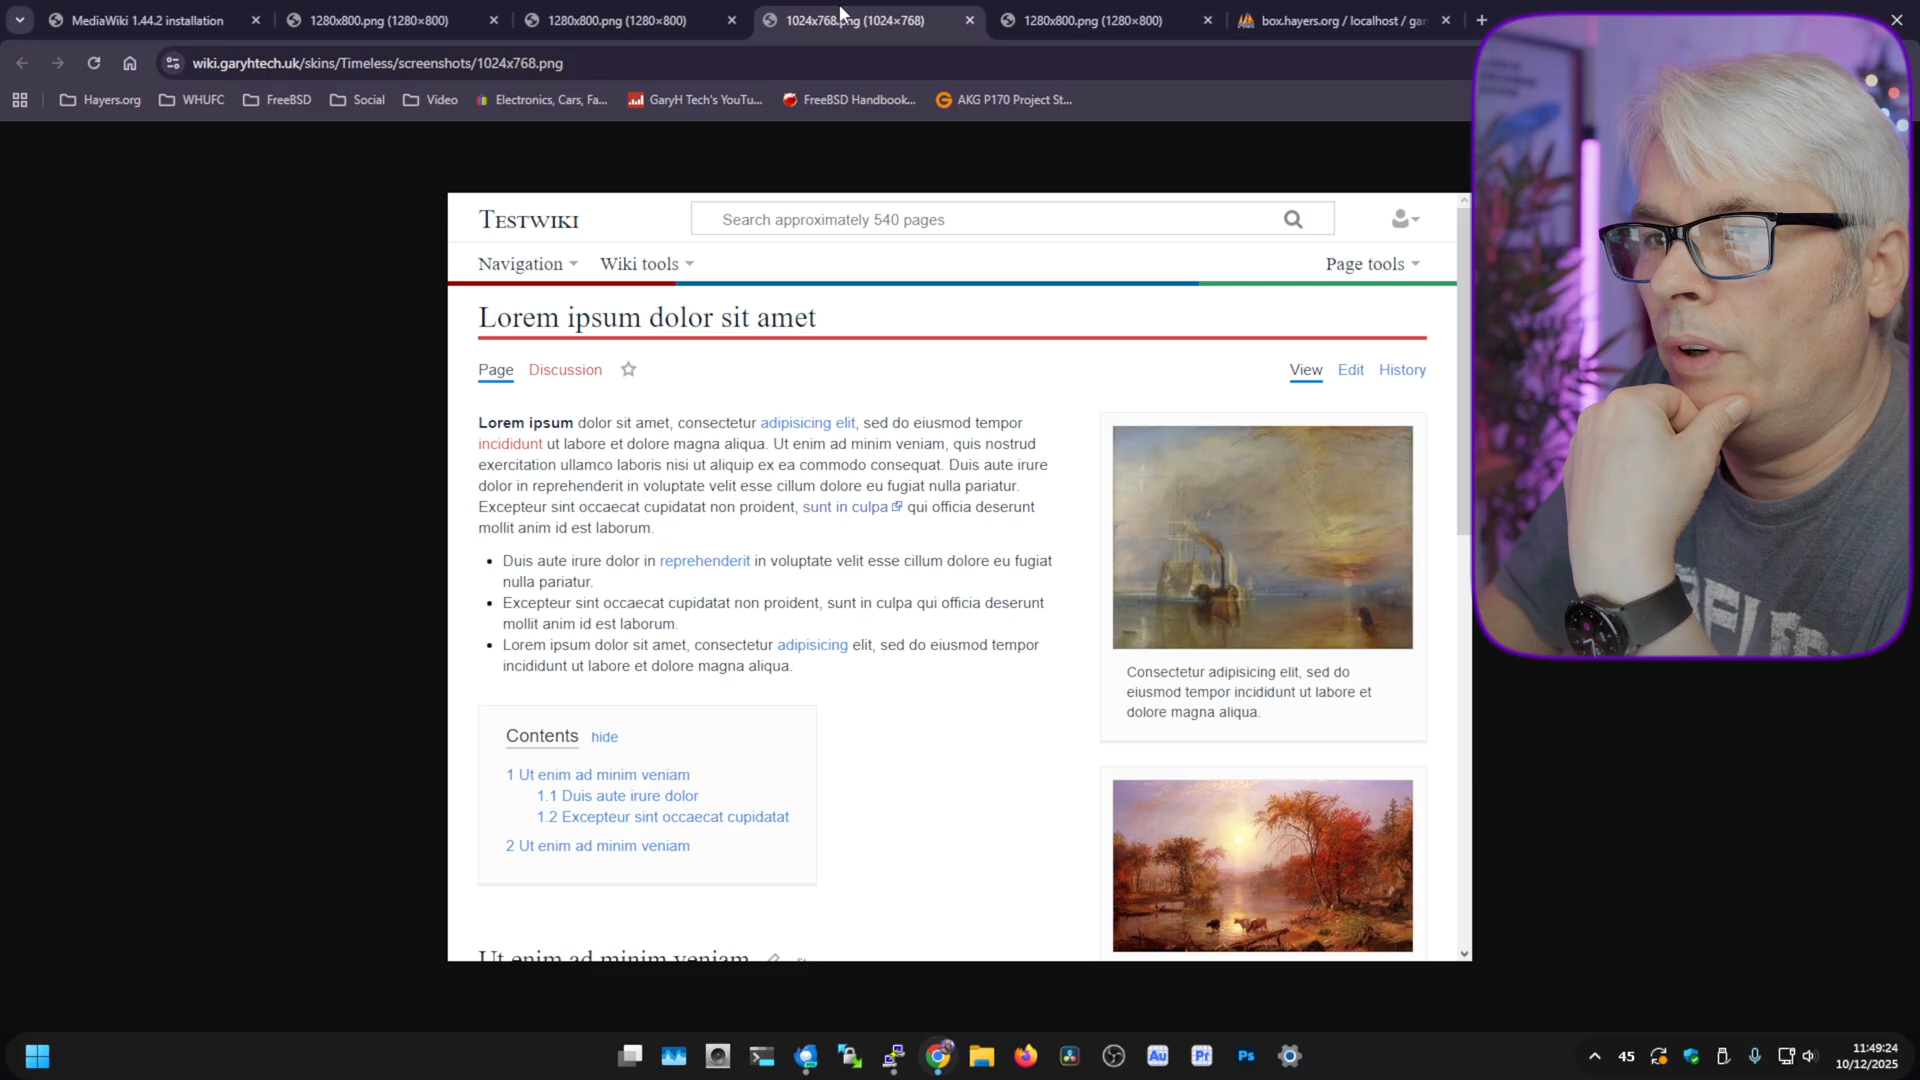 MediaWiki 1.44.2 installation
1280x800.png (1280×800)
1280x800.png (1280×800)
1024x768.png (1024×768)
1280x800.png (1280×800)
box.hayers.org / localhost / gar
wiki.garyhtech.uk/skins/Timeless/screenshots/1024x768.png
Hayers.org
WHUFC
FreeBSD
Social
Video
Electronics, Cars, Fa...
GaryH Tech's YouTu...
FreeBSD Handbook...
AKG P170 Project St...
TESTWIKI
Search approximately 540 pages
Navigation
Wiki tools
Page tools
Lorem ipsum dolor sit amet
Page
Discussion
View
Edit
History
Lorem ipsum dolor sit amet, consectetur adipisicing elit, sed do eiusmod tempor
incididunt ut labore et dolore magna aliqua. Ut enim ad minim veniam, quis nostrud
exercitation ullamco laboris nisi ut aliquip ex ea commodo consequat. Duis aute irure
dolor in reprehenderit in voluptate velit esse cillum dolore eu fugiat nulla pariatur.
Excepteur sint occaecat cupidatat non proident, sunt in culpa qui officia deserunt
mollit anim id est laborum.
Duis aute irure dolor in reprehenderit in voluptate velit esse cillum dolore eu fugiat
nulla pariatur.
Excepteur sint occaecat cupidatat non proident, sunt in culpa qui officia deserunt
mollit anim id est laborum.
Lorem ipsum dolor sit amet, consectetur adipisicing elit, sed do eiusmod tempor
incididunt ut labore et dolore magna aliqua.
Consectetur adipisicing elit, sed do
eiusmod tempor incididunt ut labore et
dolore magna aliqua.
Contents hide
1 Ut enim ad minim veniam
1.1 Duis aute irure dolor
1.2 Excepteur sint occaecat cupidatat
2 Ut enim ad minim veniam
Ut enim ad minim veniam
Au
Pr
Ps
45
11:49:24
10/12/2025